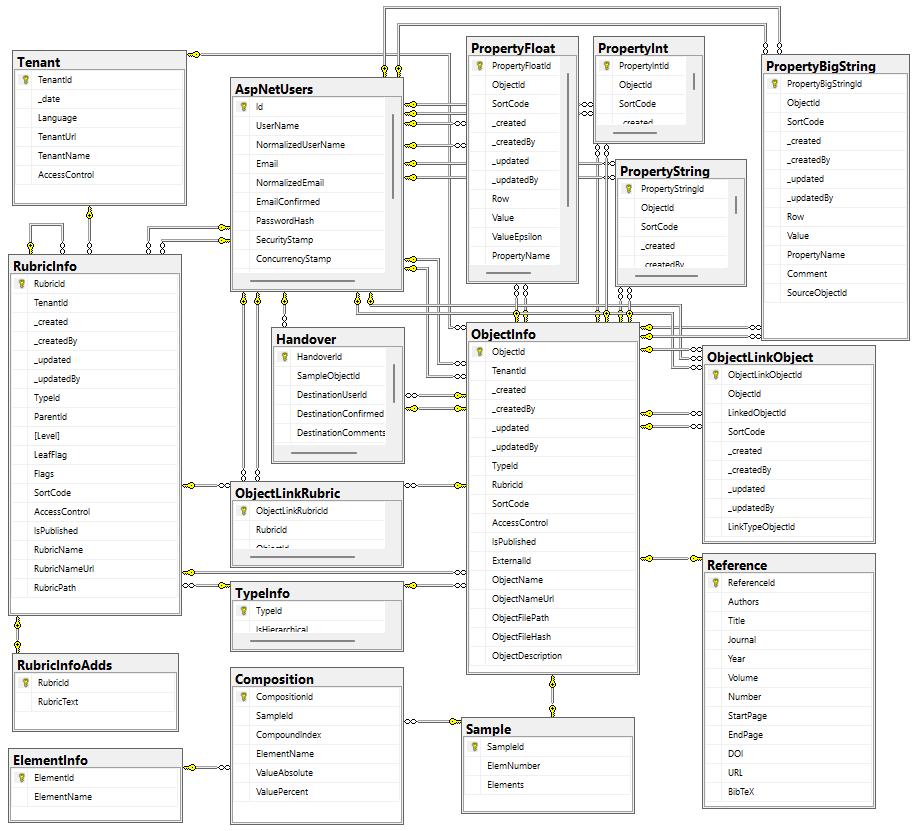 Tenant
TenantId
_date
Language
TenantUrl
TenantName
AccessControl
AspNetUsers
Id
UserName
NormalizedUserName
Email
NormalizedEmail
EmailConfirmed
PasswordHash
SecurityStamp
ConcurrencyStamp
PropertyFloat
PropertyFloatId
ObjectId
SortCode
_created
_createdBy
_updated
_updatedBy
Row
Value
ValueEpsilon
PropertyName
PropertyInt
PropertyIntId
ObjectId
SortCode
_created
PropertyString
PropertyStringId
ObjectId
SortCode
_created
_createdBy
PropertyBigString
PropertyBigStringId
ObjectId
SortCode
_created
_createdBy
_updated
_updatedBy
Row
Value
PropertyName
Comment
SourceObjectId
RubricInfo
RubricId
TenantId
_created
_createdBy
_updated
_updatedBy
TypeId
ParentId
[Level]
LeafFlag
Flags
SortCode
AccessControl
IsPublished
RubricName
RubricNameUrl
RubricPath
Handover
HandoverId
SampleObjectId
DestinationUserId
DestinationConfirmed
DestinationComments
ObjectInfo
ObjectId
TenantId
_created
_createdBy
_updated
_updatedBy
TypeId
RubricId
SortCode
AccessControl
IsPublished
ExternalId
ObjectName
ObjectNameUrl
ObjectFilePath
ObjectFileHash
ObjectDescription
ObjectLinkObject
ObjectLinkObjectId
ObjectId
LinkedObjectId
SortCode
_created
_createdBy
_updated
_updatedBy
LinkTypeObjectId
ObjectLinkRubric
ObjectLinkRubricId
RubricId
ObjectId
TypeInfo
TypeId
IsHierarchical
Reference
ReferenceId
Authors
Title
Journal
Year
Volume
Number
StartPage
EndPage
DOI
URL
BibTeX
RubricInfoAdds
RubricId
RubricText
Composition
CompositionId
SampleId
CompoundIndex
ElementName
ValueAbsolute
ValuePercent
Sample
SampleId
ElemNumber
Elements
ElementInfo
ElementId
ElementName